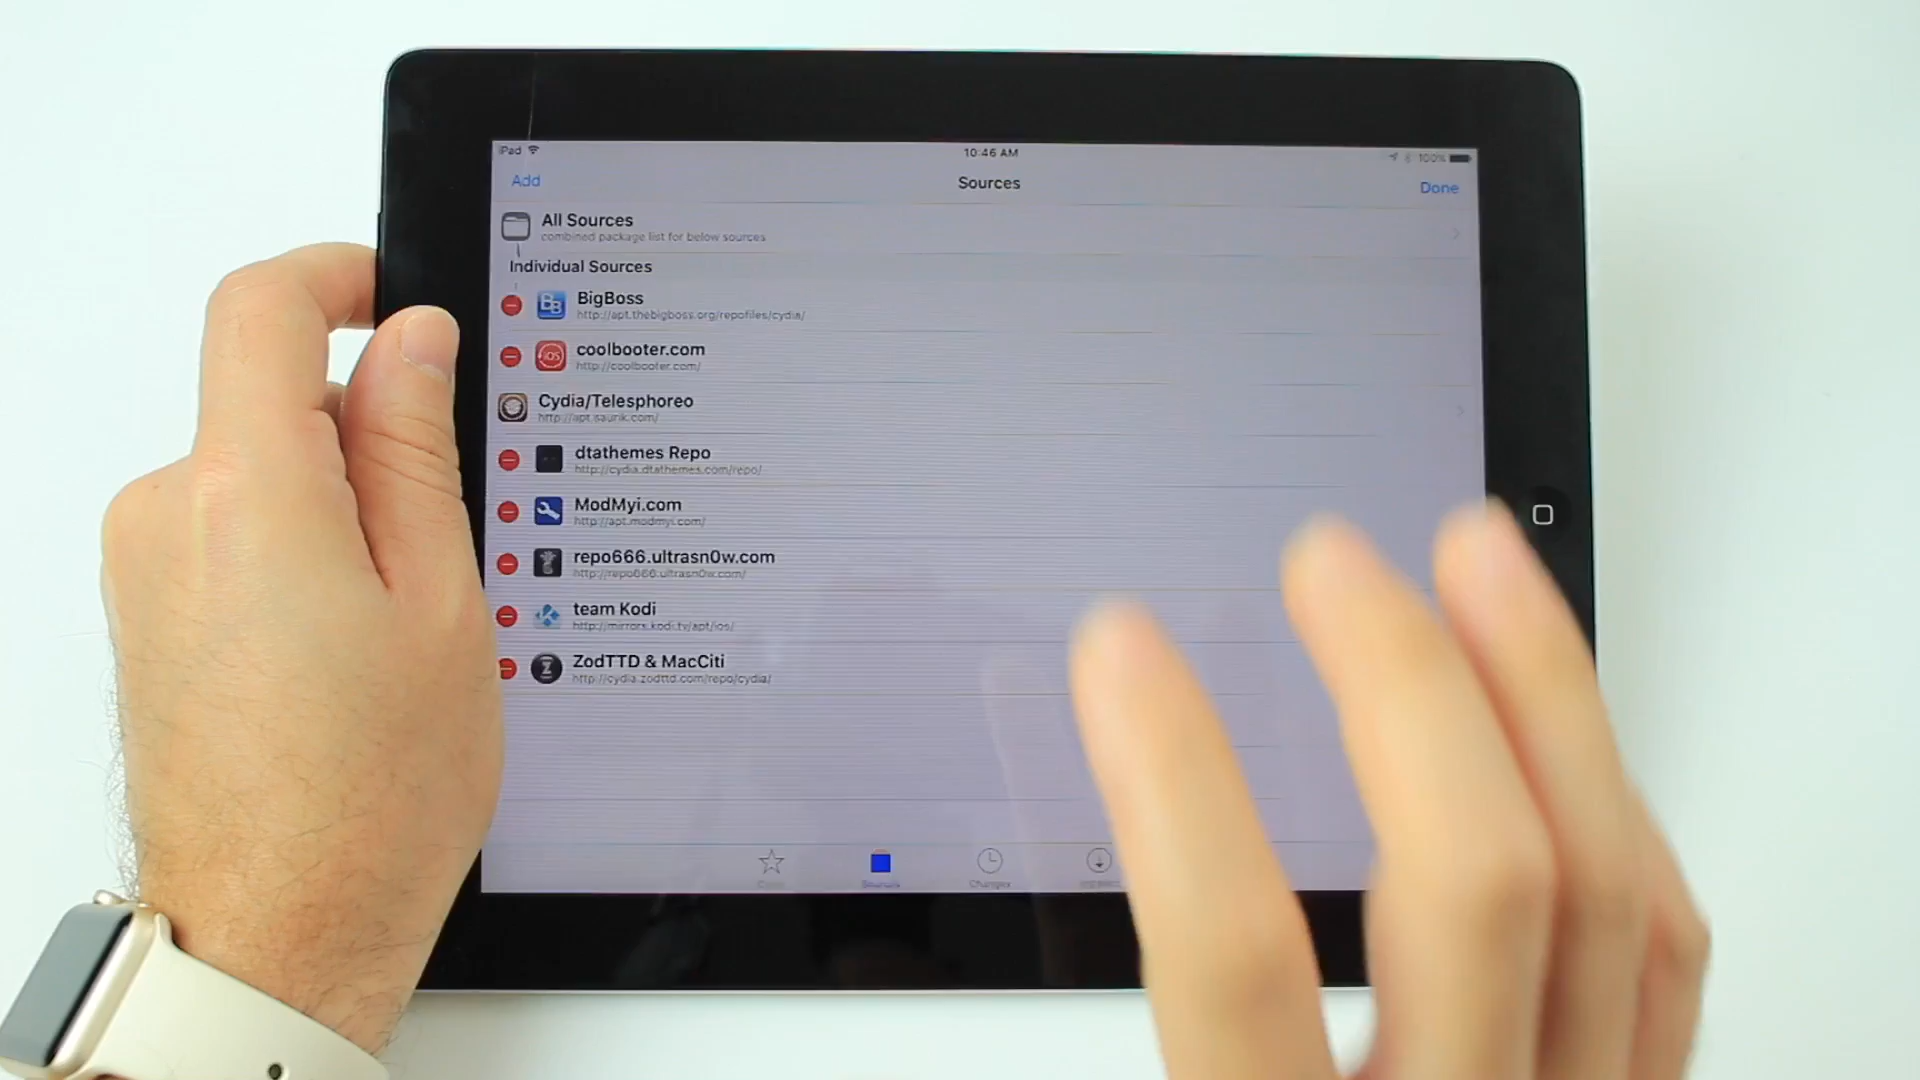 iPad
10:46 AM
100%
Add
Sources
Done
All Sources
combined package list for below sources
Individual Sources
BB
BigBoss
http://apt.thebigboss.org/repofiles/cydia/
iOS
coolbooter.com
http://coolbooter.com/
Cydia/Telesphoreo
http://apt.saurik.com/
dtathemes Repo
http://cydia.dtathemes.com/repo/
ModMyi.com
http://apt.modmyi.com/
repo666.ultrasn0w.com
http://repo666.ultrasn0w.com/
team Kodi
http://mirrors.kodi.tv/apt/ios/
Z
ZodTTD & MacCiti
http://cydia.zodttd.com/repo/cydia/
Sources
Changes